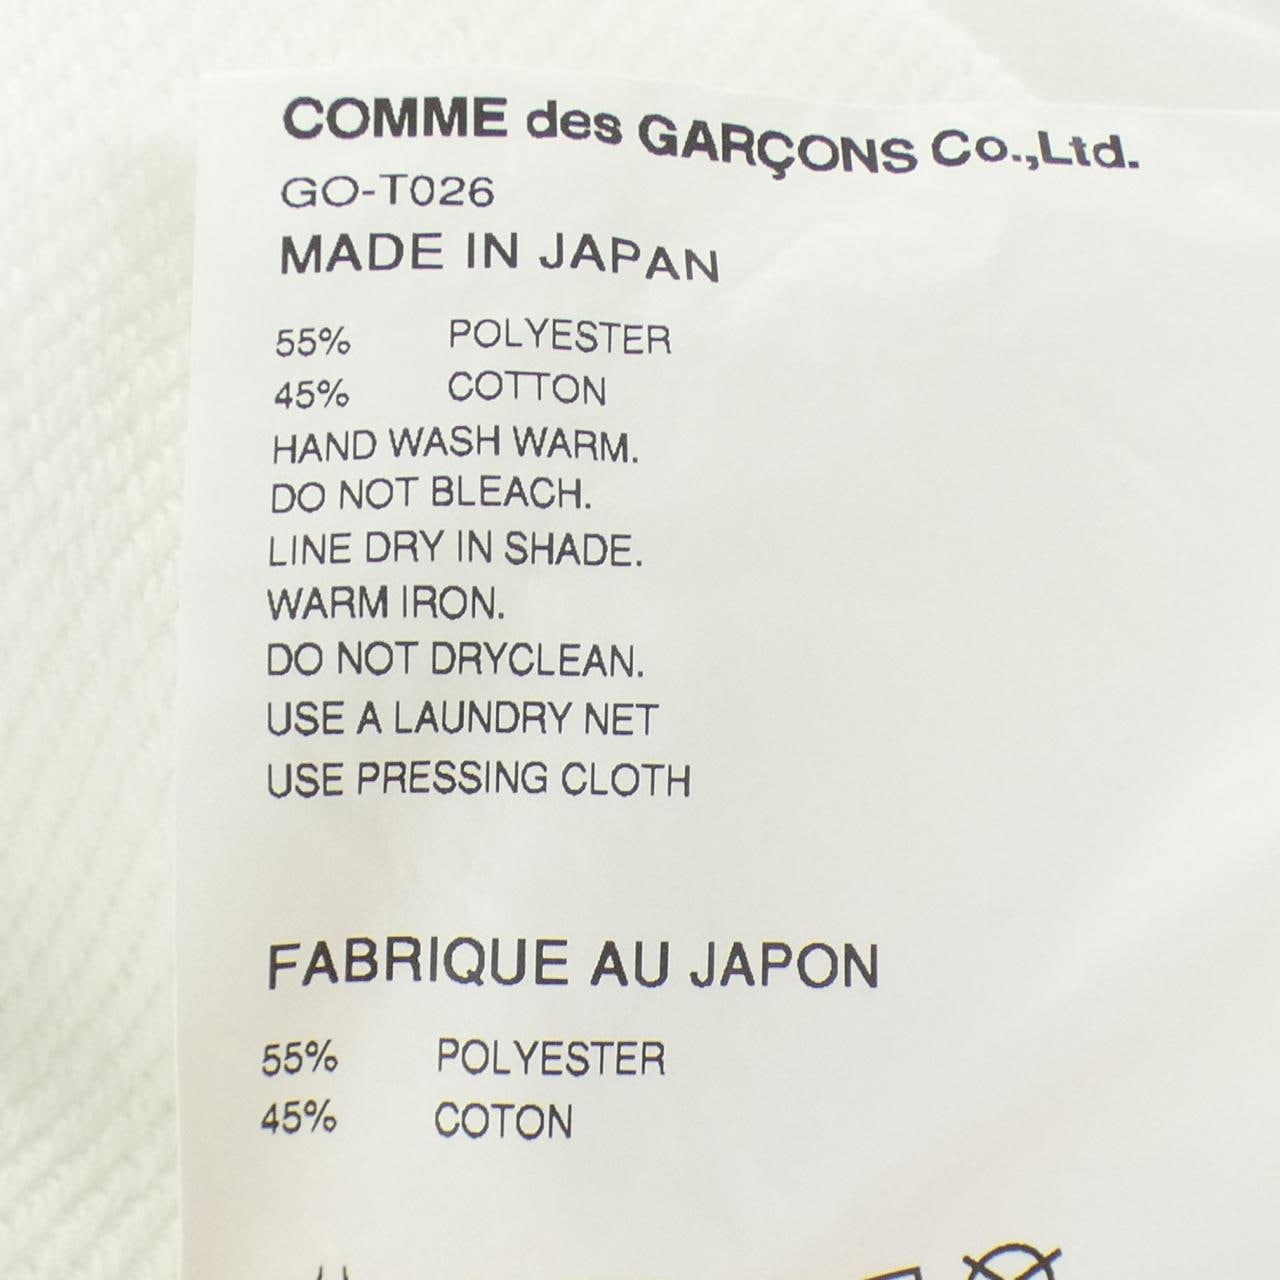 COMME des GARÇONS Co.,Ltd.
GO-T026
MADE IN JAPAN
55% POLYESTER
45% COTTON
HAND WASH WARM.
DO NOT BLEACH.
LINE DRY IN SHADE.
WARM IRON.
DO NOT DRYCLEAN.
USE A LAUNDRY NET
USE PRESSING CLOTH
FABRIQUE AU JAPON
55% POLYESTER
45% COTON